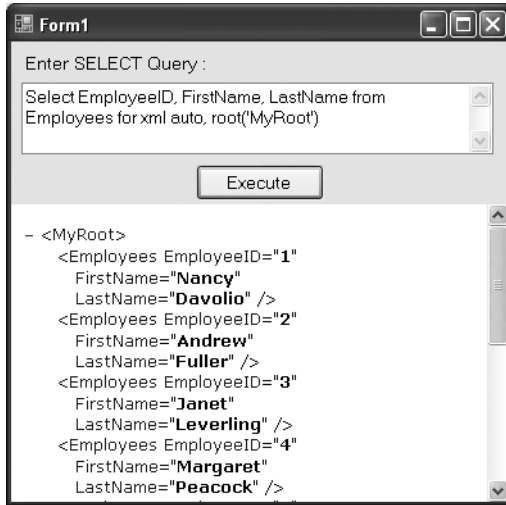 Form1
Enter SELECT Query :
Select EmployeeID, FirstName, LastName from
Employees for xml auto, root('MyRoot')
Execute
– <MyRoot>
<Employees EmployeeID="1"
FirstName="Nancy"
LastName="Davolio" />
<Employees EmployeeID="2"
FirstName="Andrew"
LastName="Fuller" />
<Employees EmployeeID="3"
FirstName="Janet"
LastName="Leverling" />
<Employees EmployeeID="4"
FirstName="Margaret"
LastName="Peacock" />